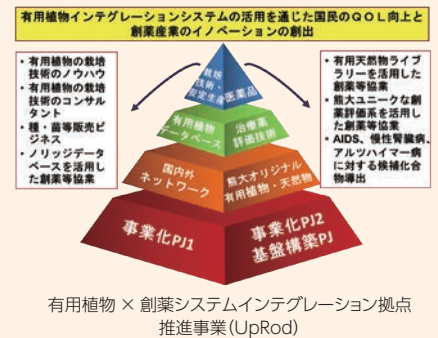 有用植物インテグレーションシステムの活用を通じた国民のQOL向上と
創薬産業のイノベーションの創出
・有用植物の栽培
技術のノウハウ
・有用植物の栽培
技術のコンサル
タント
・種・苗等販売ビ
ジネス
・ノリッジデータ
ベースを活用し
た創薬等協業
栽培
技術・
安定生産
医薬品
有用植物
データベース
治療薬
評価技術
国内外
ネットワーク
熊大オリジナル
有用植物・天然物
事業化PJ1
事業化PJ2
基盤構築PJ
・有用天然物ライブ
ラリーを活用した
創薬等協業
・熊大ユニークな創
薬評価系を活用し
た創薬等協業
・AIDS、慢性腎臓病、
アルツハイマー病
に対する候補化合
物導出
有用植物 × 創薬システムインテグレーション拠点
推進事業(UpRod)